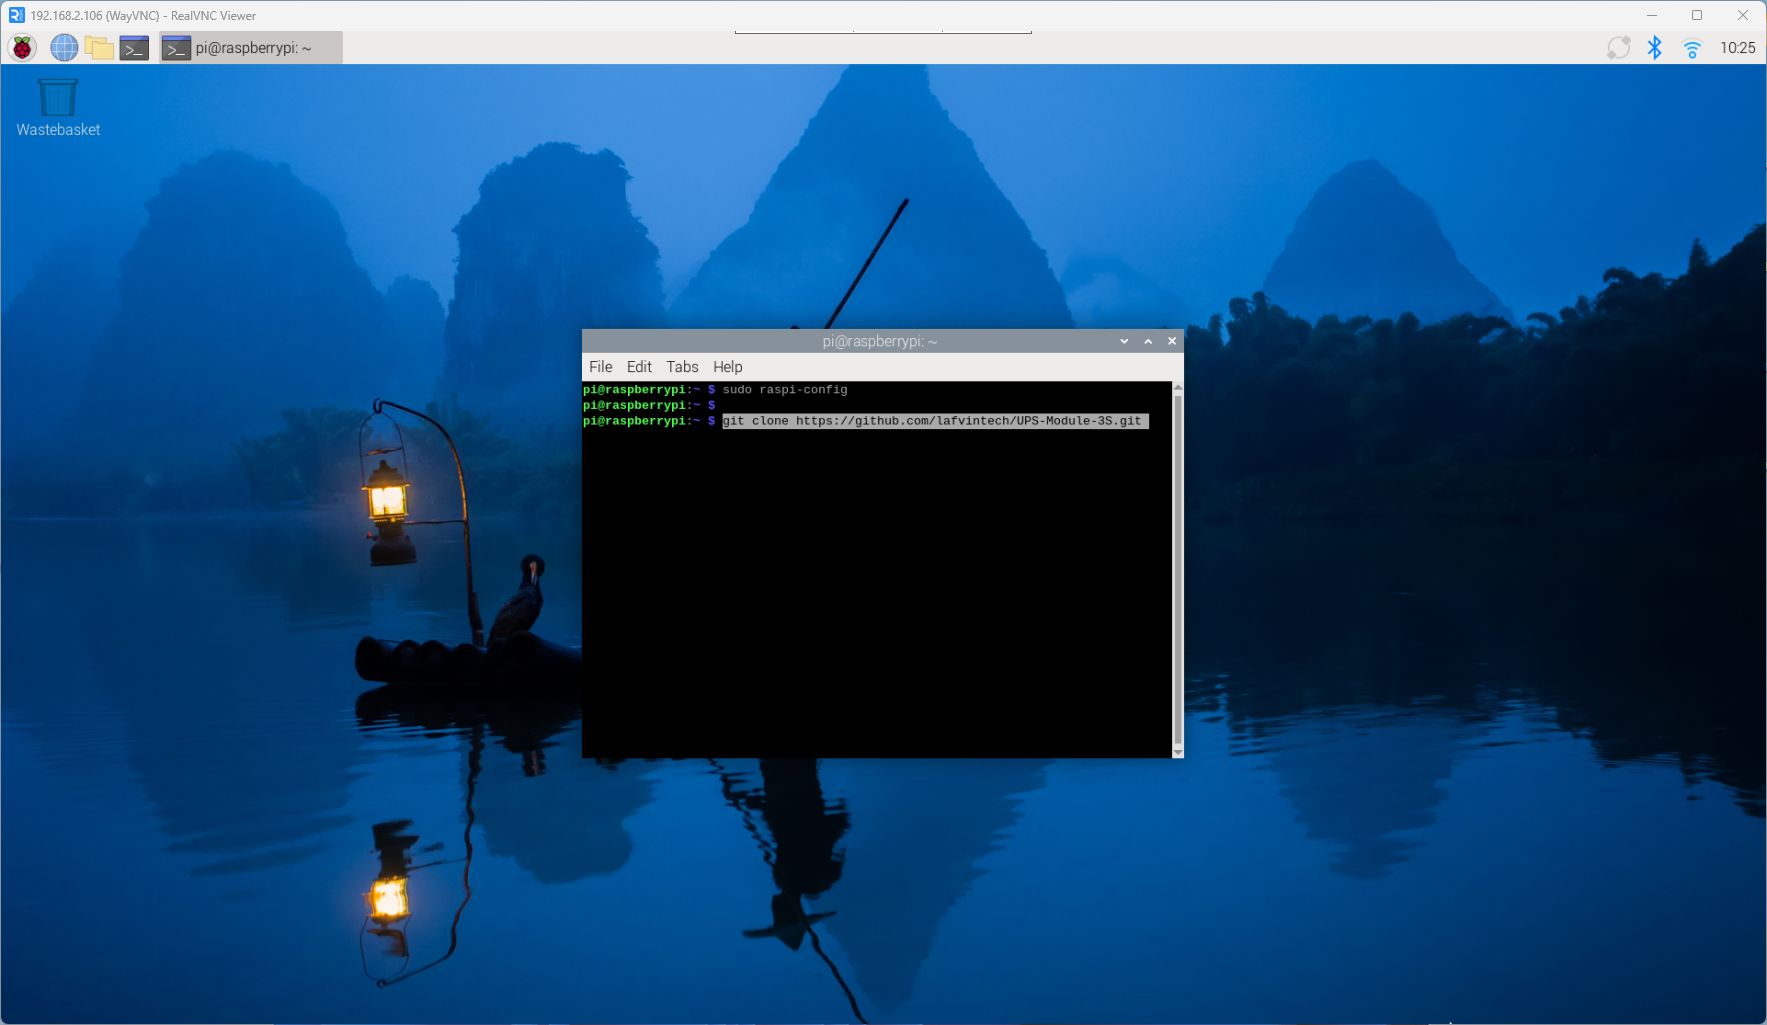 192.168.2.106 (WayVNC) - RealVNC Viewer
pi@raspberrypi: ~
10:25
Wastebasket
pi@raspberrypi: ~
File Edit Tabs Help
pi@raspberrypi:~ $ sudo raspi-config
pi@raspberrypi:~ $
pi@raspberrypi:~ $ git clone https://github.com/lafvintech/UPS-Module-3S.git